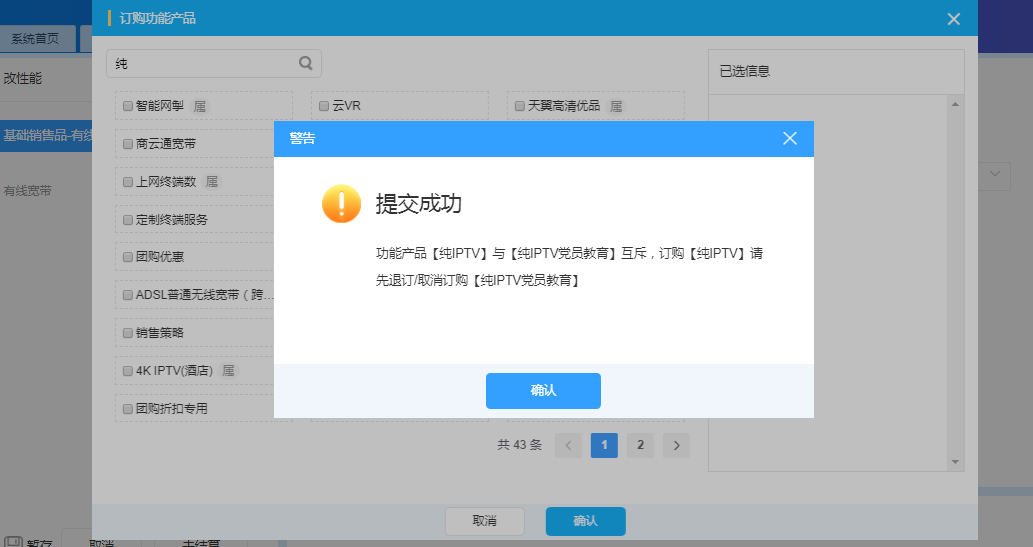 订购功能产品
系统首页
改性能
纯
已选信息
智能网掣 属
云VR
天翼高清优品 属
基础销售品-有线
商云通宽带
警告
上网终端数 属
有线宽带
提交成功
定制终端服务
功能产品【纯IPTV】与【纯IPTV党员教育】互斥，订购【纯IPTV】请
先退订/取消订购【纯IPTV党员教育】
团购优惠
ADSL普通无线宽带（跨...
销售策略
4K IPTV(酒店) 属
确认
团购折扣专用
共 43 条 < 1 2 >
取消
确认
暂存
取消